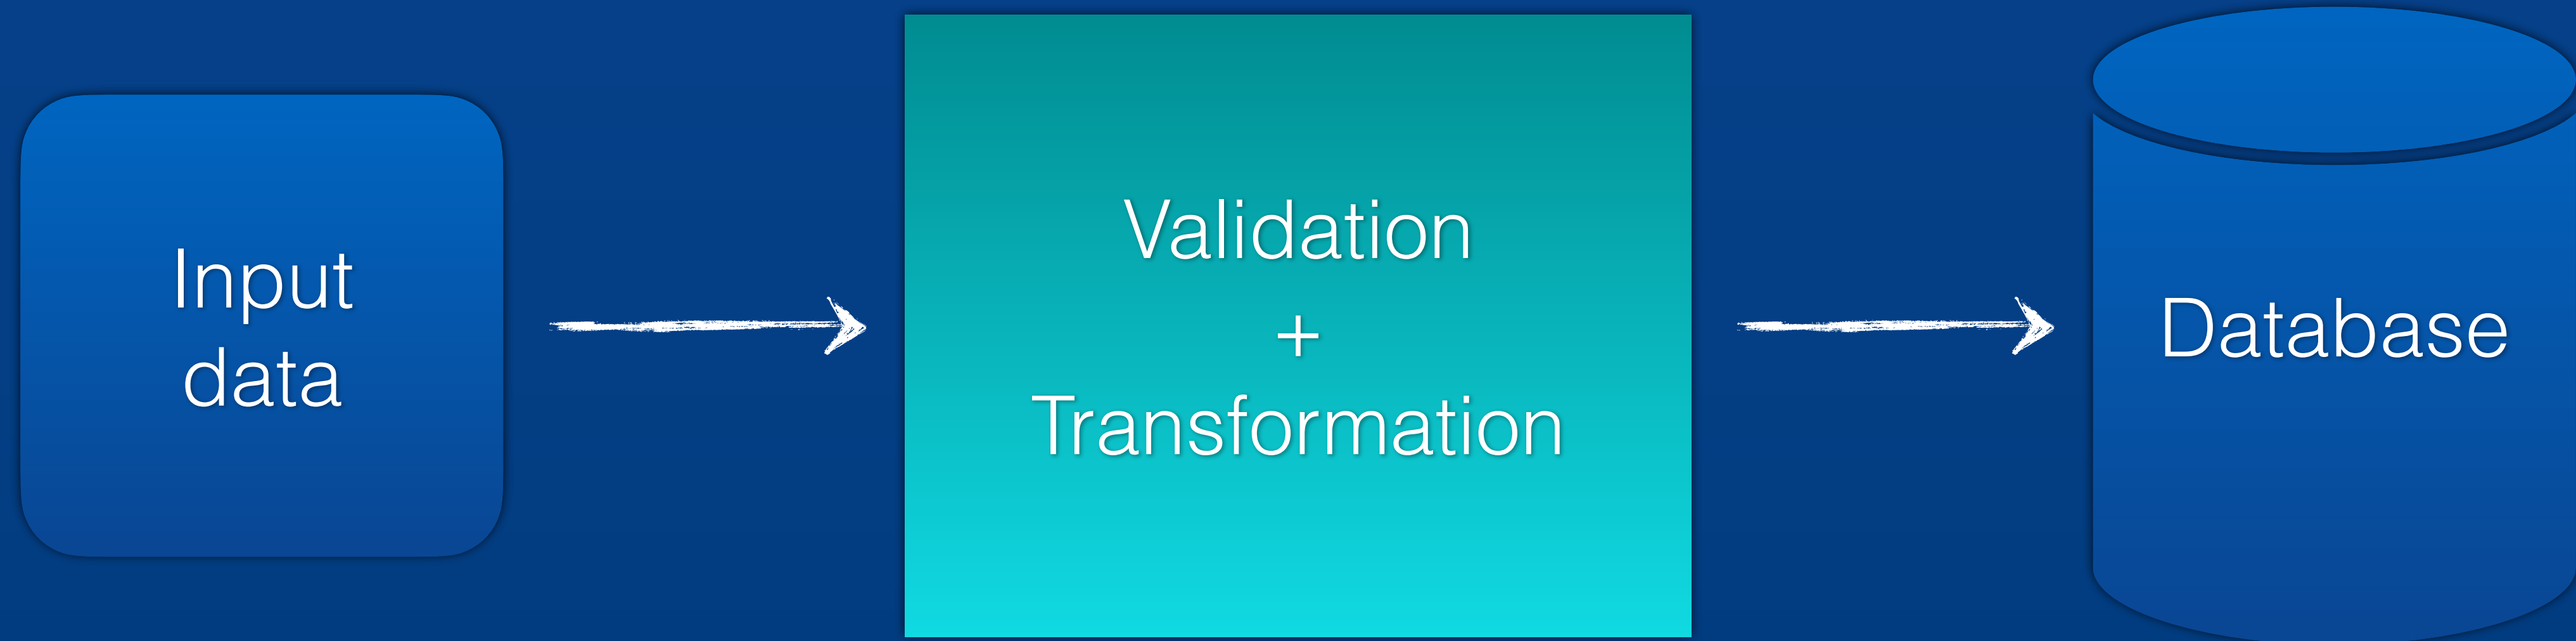 Input
data
Validation
+
Transformation
Database